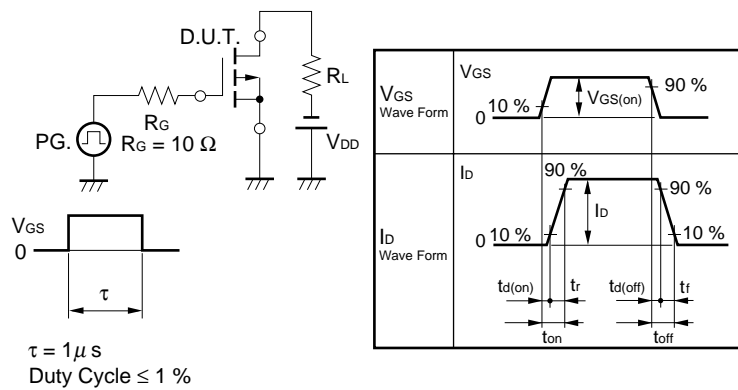 D.U.T.
RL
RG
PG.
RG = 10 Ω
VDD
VGS
0
τ
τ = 1µ s
Duty Cycle ≤ 1 %
VGS
Wave Form
VGS
10 %
0
VGS(on)
90 %
ID
Wave Form
ID
90 %
90 %
ID
0
10 %
10 %
td(on)
tr
td(off)
tf
ton
toff